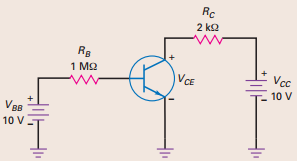 R_C
2 kΩ
R_B
1 MΩ
+
V_CE
-
V_BB
+
10 V
-
+
V_CC
-
10 V